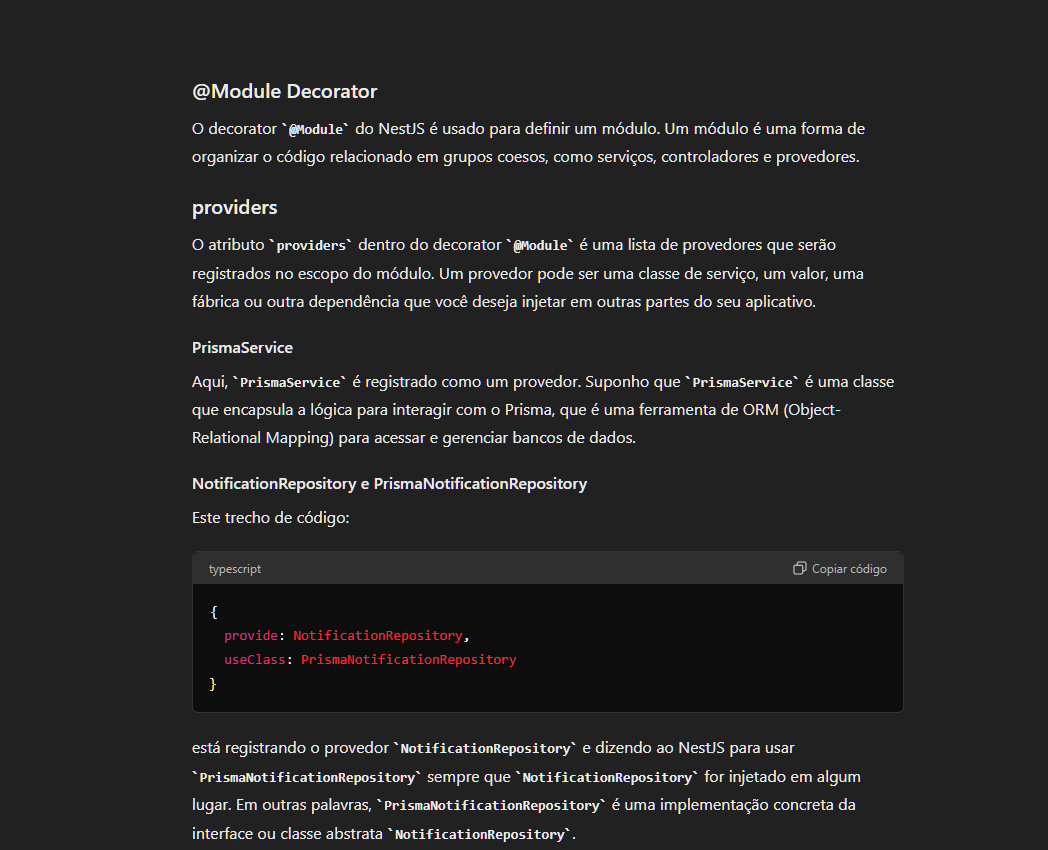 @Module Decorator
O decorator `@Module` do NestJS é usado para definir um módulo. Um módulo é uma forma de
organizar o código relacionado em grupos coesos, como serviços, controladores e provedores.
providers
O atributo `providers` dentro do decorator `@Module` é uma lista de provedores que serão
registrados no escopo do módulo. Um provedor pode ser uma classe de serviço, um valor, uma
fábrica ou outra dependência que você deseja injetar em outras partes do seu aplicativo.
PrismaService
Aqui, `PrismaService` é registrado como um provedor. Suponho que `PrismaService` é uma classe
que encapsula a lógica para interagir com o Prisma, que é uma ferramenta de ORM (Object-
Relational Mapping) para acessar e gerenciar bancos de dados.
NotificationRepository e PrismaNotificationRepository
Este trecho de código:
typescript Copiar código
{
  provide: NotificationRepository,
  useClass: PrismaNotificationRepository
}
está registrando o provedor `NotificationRepository` e dizendo ao NestJS para usar
`PrismaNotificationRepository` sempre que `NotificationRepository` for injetado em algum
lugar. Em outras palavras, `PrismaNotificationRepository` é uma implementação concreta da
interface ou classe abstrata `NotificationRepository`.